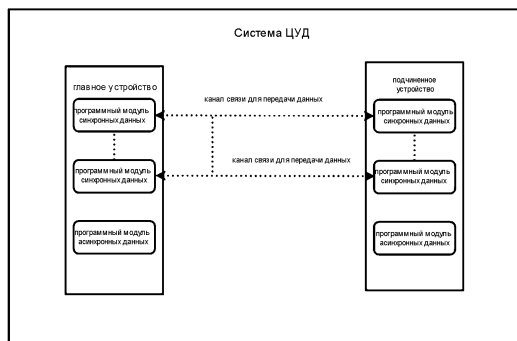 Система ЦУД
главное устройство
программный модуль
синхронных данных
программный модуль
синхронных данных
программный модуль
асинхронных данных
канал связи для передачи данных
канал связи для передачи данных
подчиненное
устройство
программный модуль
синхронных данных
программный модуль
синхронных данных
программный модуль
асинхронных данных